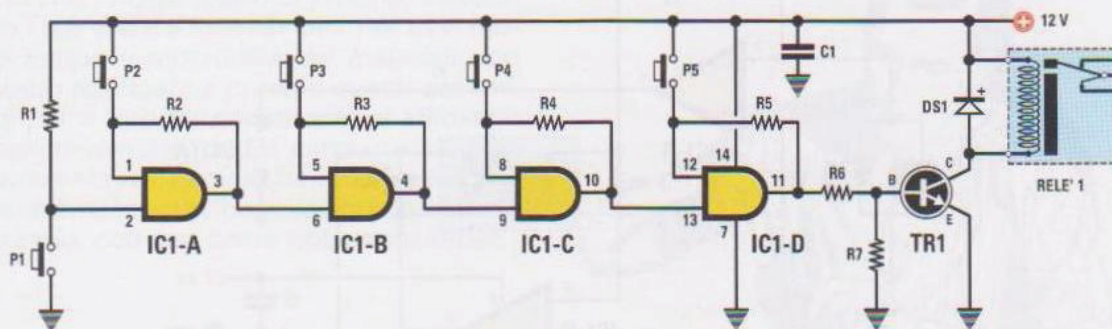 12 V
C1
P2
P3
P4
P5
R1
R2
R3
R4
R5
DS1
1
2
3
5
6
4
8
9
10
12
13
14
7
11
R6
B
C
E
R7
TR1
RELE' 1
P1
IC1-A
IC1-B
IC1-C
IC1-D